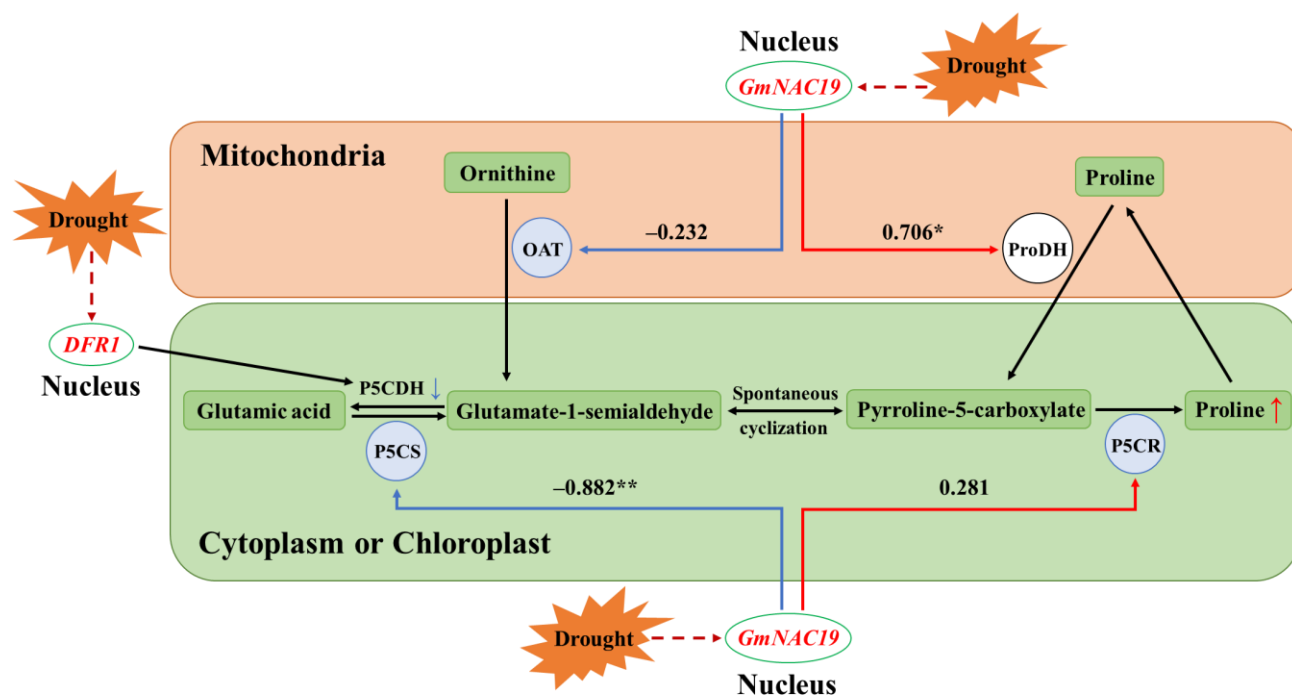 Nucleus
Drought
GmNAC19
Mitochondria
Ornithine
Proline
Drought
OAT
–0.232
0.706*
ProDH
DFR1
Nucleus
P5CDH ↓
Spontaneous
Glutamic acid
Glutamate-1-semialdehyde
Pyrroline-5-carboxylate
Proline ↑
cyclization
P5CS
P5CR
–0.882**
0.281
Cytoplasm or Chloroplast
Drought
GmNAC19
Nucleus